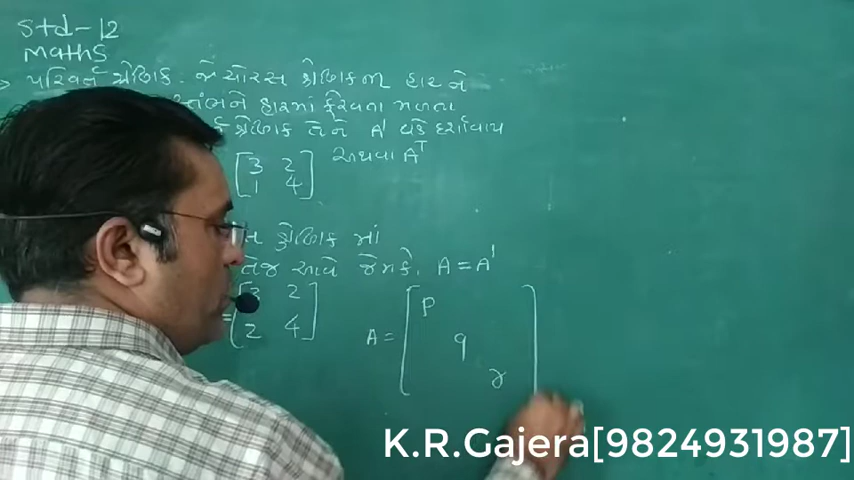 Std-12
Maths
પરિવર્ત શ્રેણિક : જે ચોરસ શ્રેણિકના હાર ને
સ્તંભને હારમાં ફેરવતા મળતા
શ્રેણિક તેને A' વડે દર્શાવાય
[3 2 અથવા A^T
1 4]
શ્રેણિક માં
તેજ આવે જેમકે. A = A'
[3 2
2 4]
A = [p
q
r]
K.R.Gajera[9824931987]